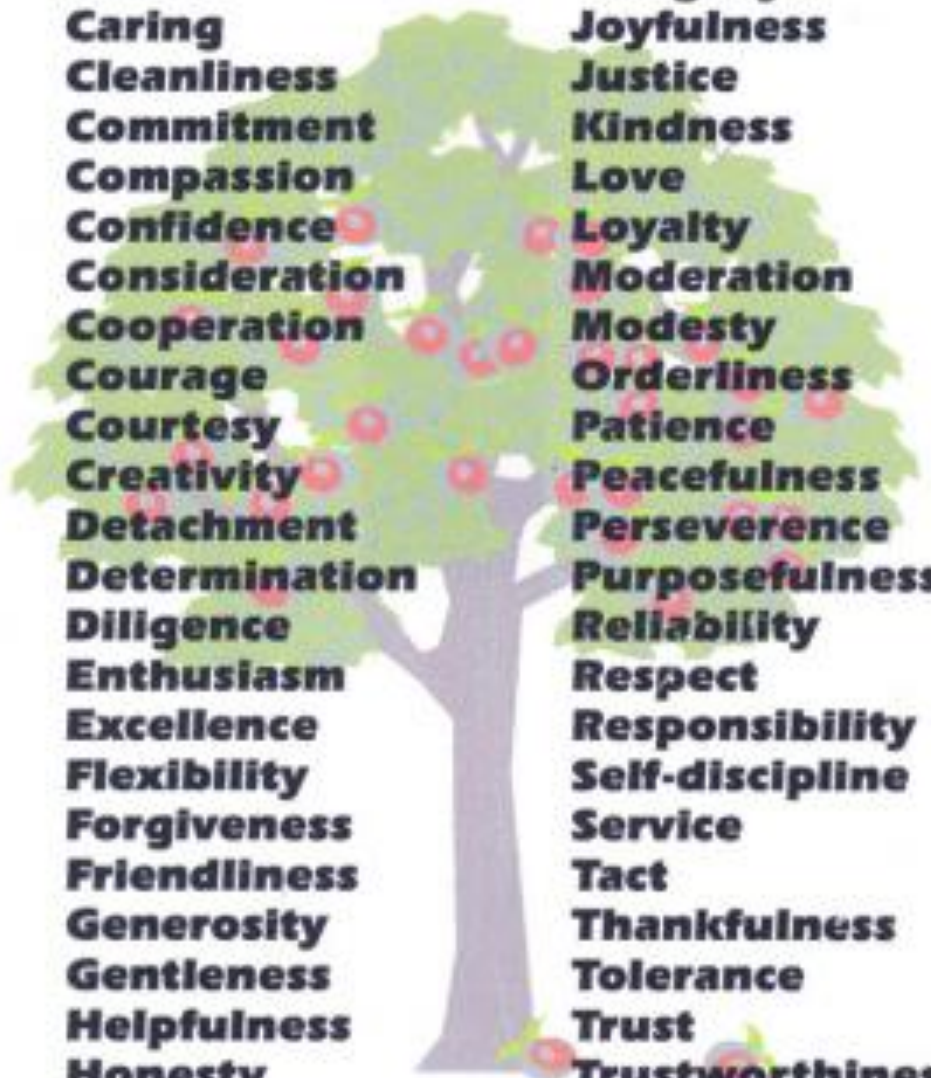 Caring
Cleanliness
Commitment
Compassion
Confidence
Consideration
Cooperation
Courage
Courtesy
Creativity
Detachment
Determination
Diligence
Enthusiasm
Excellence
Flexibility
Forgiveness
Friendliness
Generosity
Gentleness
Helpfulness
Honesty
Joyfulness
Justice
Kindness
Love
Loyalty
Moderation
Modesty
Orderliness
Patience
Peacefulness
Perseverence
Purposefulness
Reliability
Respect
Responsibility
Self-discipline
Service
Tact
Thankfulness
Tolerance
Trust
Trustworthines